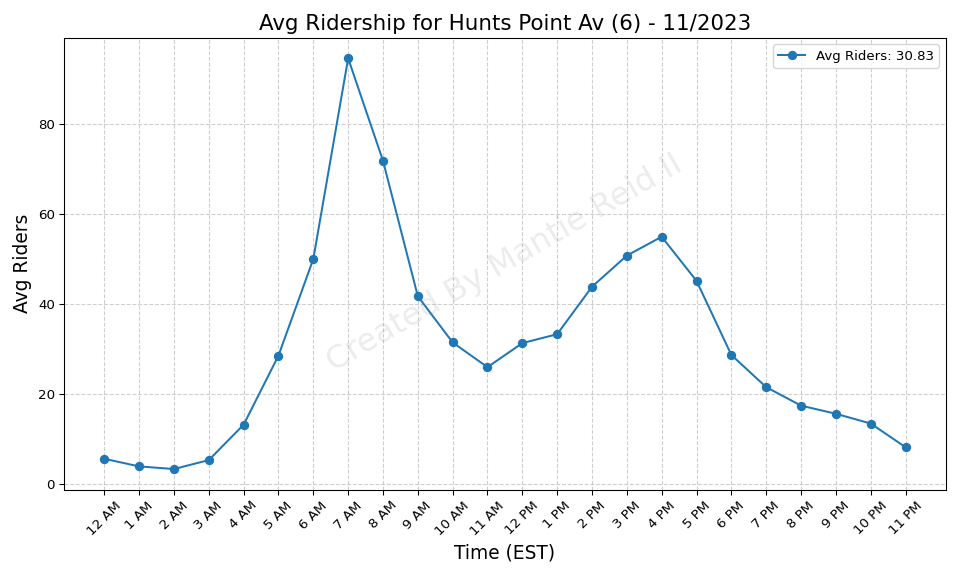 Avg Ridership for Hunts Point Av (6) - 11/2023
Avg Riders: 30.83
Avg Riders
80
60
40
20
0
Created By Mantie Reid II
12 AM
1 AM
2 AM
3 AM
4 AM
5 AM
6 AM
7 AM
8 AM
9 AM
10 AM
11 AM
12 PM
1 PM
2 PM
3 PM
4 PM
5 PM
6 PM
7 PM
8 PM
9 PM
10 PM
11 PM
Time (EST)